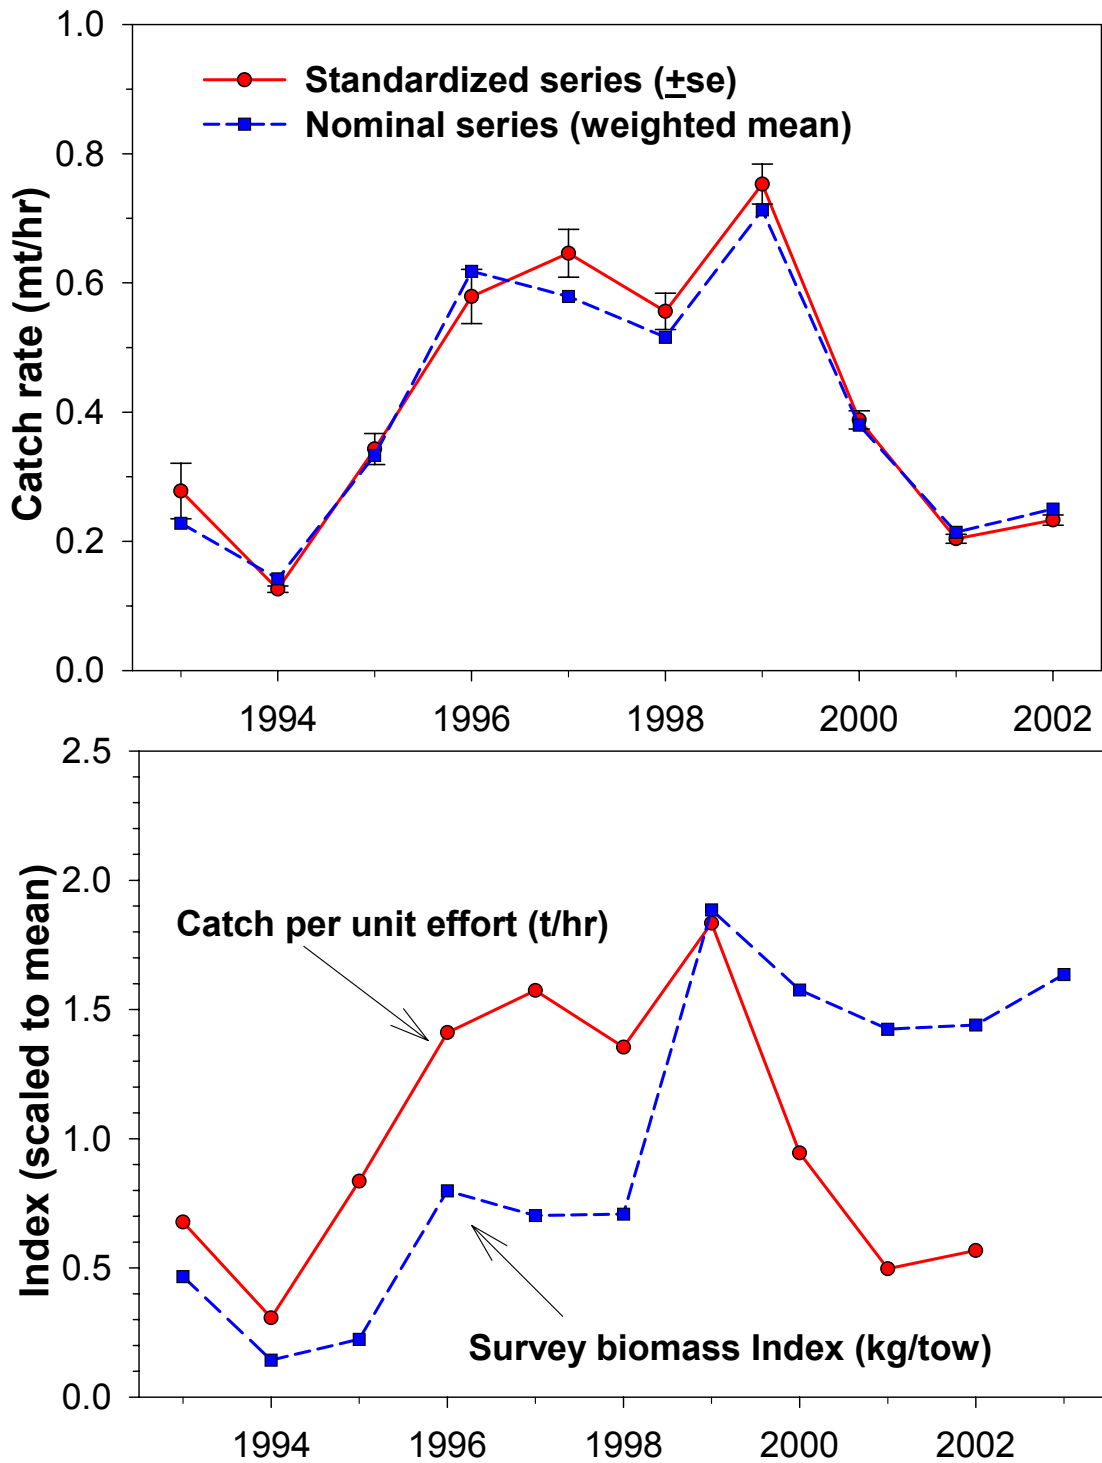 1.0
Standardized series (±se)
Nominal series (weighted mean)
0.8
0.6
0.4
0.2
0.0
Catch rate (mt/hr)
1994 1996 1998 2000 2002
2.5
2.0
Catch per unit effort (t/hr)
1.5
1.0
0.5
Survey biomass Index (kg/tow)
0.0
Index (scaled to mean)
1994 1996 1998 2000 2002